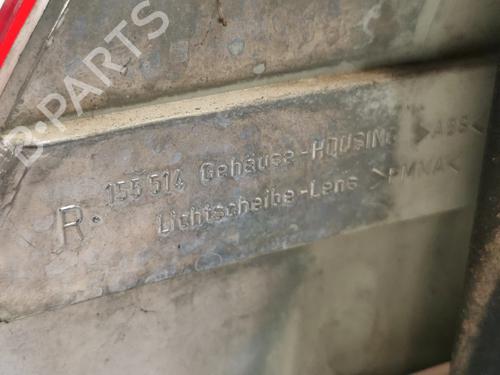 B-PARTS
R. 155 514 Gehäuse-HOUSING >ABS<
Lichtscheibe-Lens >PMMA<